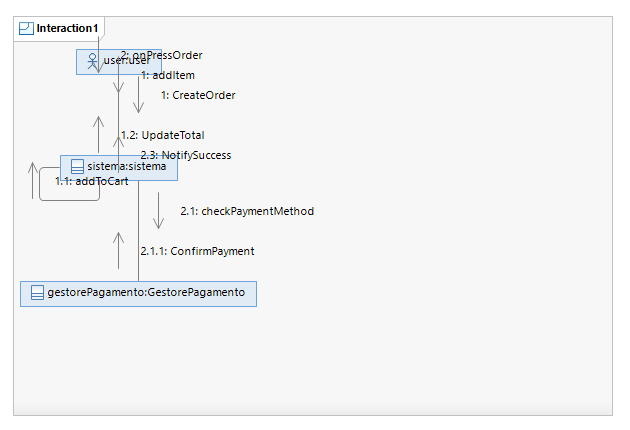 Interaction1
2: onPressOrder
user:user
1: addItem
1: CreateOrder
1.2: UpdateTotal
2.3: NotifySuccess
sistema:sistema
1.1: addToCart
2.1: checkPaymentMethod
2.1.1: ConfirmPayment
gestorePagamento:GestorePagamento